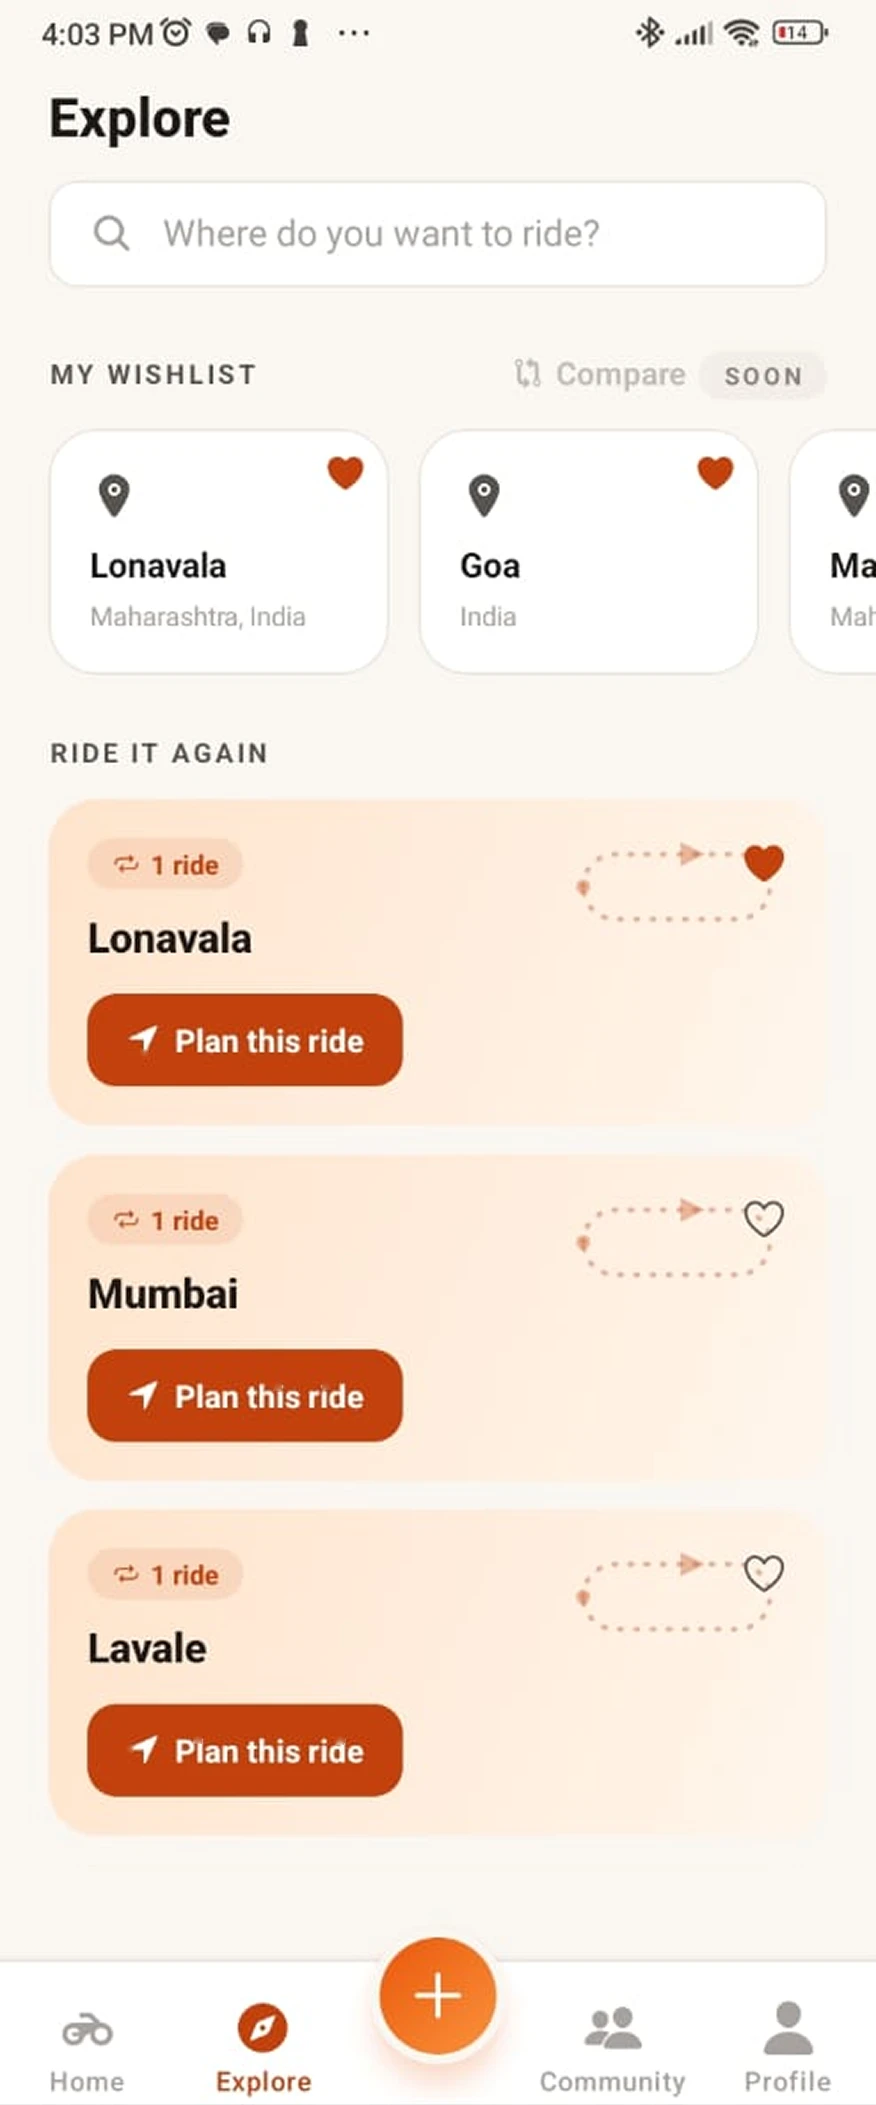 4:03 PM
14
Explore
Where do you want to ride?
MY WISHLIST
Compare SOON
Lonavala
Maharashtra, India
Goa
India
Ma
Mah
RIDE IT AGAIN
1 ride
Lonavala
Plan this ride
1 ride
Mumbai
Plan this ride
1 ride
Lavale
Plan this ride
Home
Explore
Community
Profile